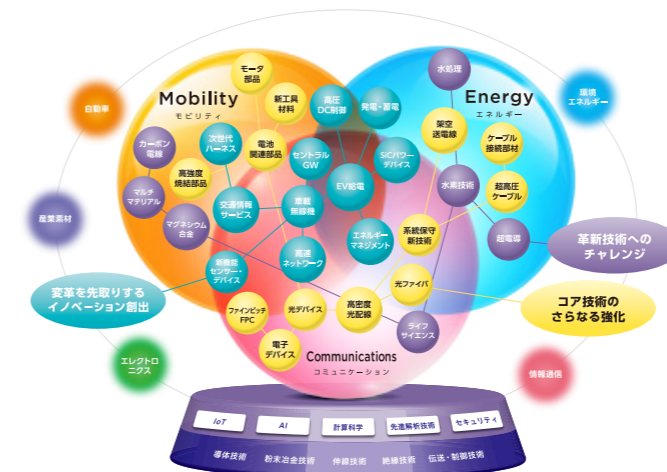 Mobility
モビリティ
Energy
エネルギー
Communications
コミュニケーション
自動車
産業素材
エレクトロ
ニクス
環境
エネルギー
情報通信
モータ
部品
新工具
材料
高圧
DC制御
発電・蓄電
水処理
架空
送電線
ケーブル
接続部材
カーボン
電線
次世代
ハーネス
電池
関連部品
セントラル
GW
SiCパワー
デバイス
高強度
焼結部品
マルチ
マテリアル
交通情報
サービス
車載
無線機
EV給電
水素技術
超高圧
ケーブル
マグネシウム
合金
エネルギー
マネジメント
系統保守
新技術
超電導
革新技術への
チャレンジ
新機能
センサー・
デバイス
高速
ネットワーク
変革を先取りする
イノベーション創出
光ファイバ
コア技術の
さらなる強化
ファインピッチ
FPC
光デバイス
高密度
光配線
ライフ
サイエンス
電子
デバイス
IoT
AI
計算科学
先進解析技術
セキュリティ
導体技術
粉末冶金技術
伸線技術
絶縁技術
伝送・制御技術